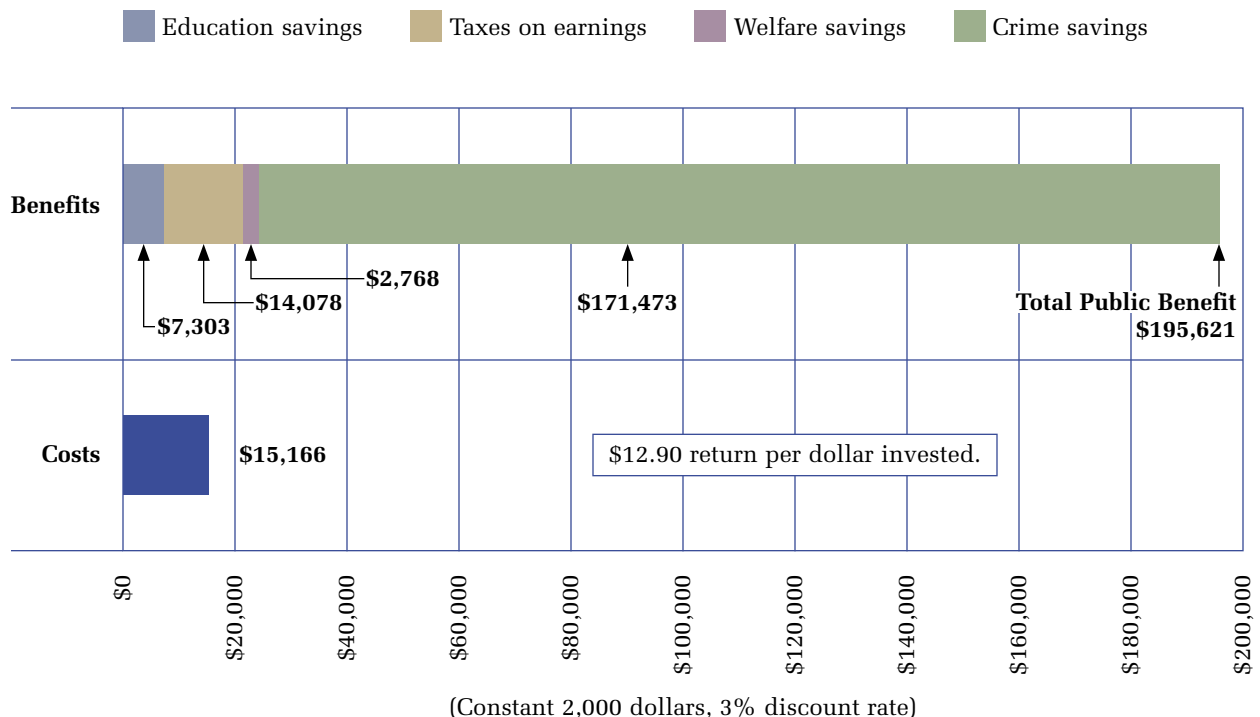 Education savings Taxes on earnings Welfare savings Crime savings
Benefits
$2,768
$14,078
$171,473
Total Public Benefit
$7,303
$195,621
Costs
$15,166
$12.90 return per dollar invested.
$0
$20,000
$40,000
$60,000
$80,000
$100,000
$120,000
$140,000
$160,000
$180,000
$200,000
(Constant 2,000 dollars, 3% discount rate)